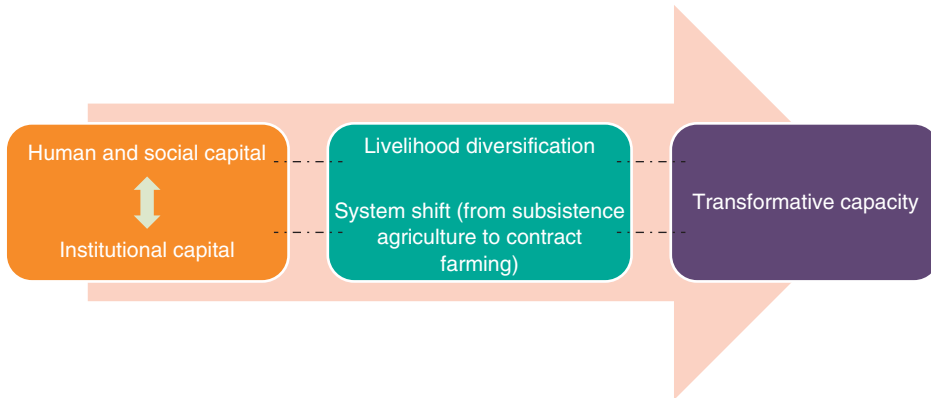 Human and social capital
Institutional capital
Livelihood diversification
System shift (from subsistence
agriculture to contract
farming)
Transformative capacity